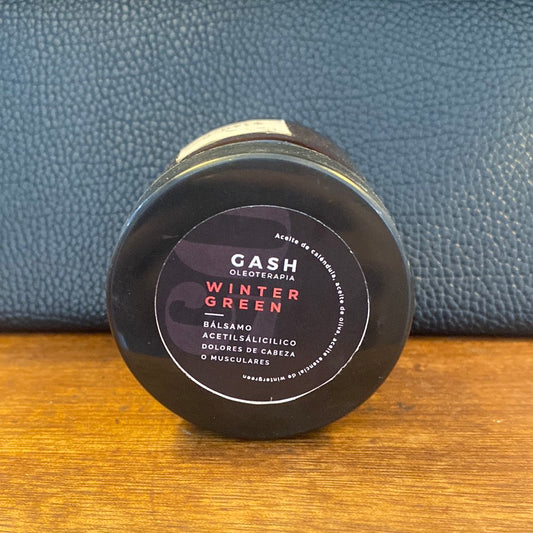 GASH
OLEOTERAPIA
WINTER
GREEN
BÁLSAMO
ACETILSÁLICILICO
DOLORES DE CABEZA
O MUSCULARES
Aceite de caléndula, aceite de oliva, aceite esencial de wintergreen